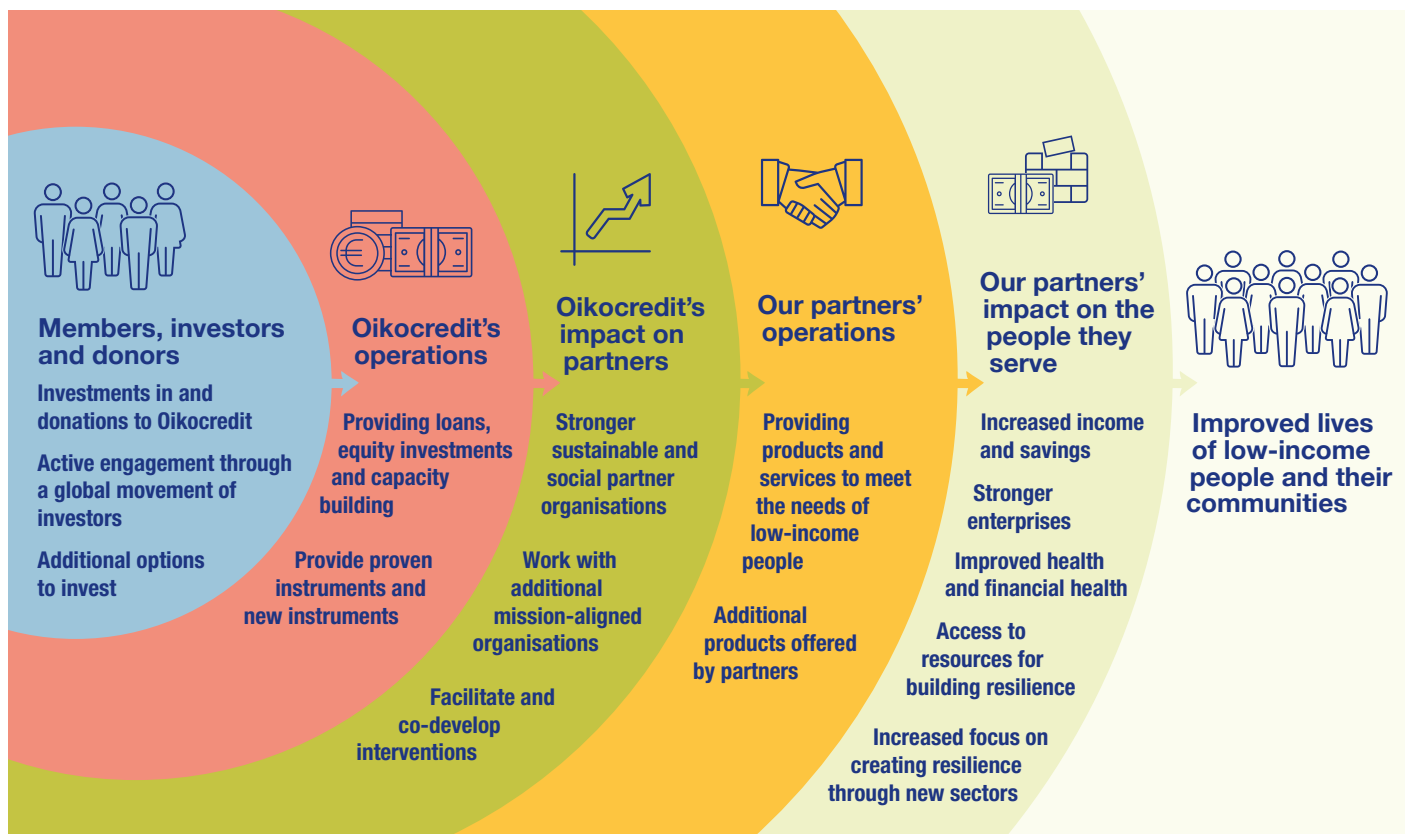 Members, investors
and donors
Investments in and
donations to Oikocredit
Active engagement through
a global movement of
investors
Additional options
to invest
Oikocredit’s
operations
Providing loans,
equity investments
and capacity
building
Provide proven
instruments and
new instruments
Oikocredit’s
impact on
partners
Stronger
sustainable and
social partner
organisations
Work with
additional
mission-aligned
organisations
Facilitate and
co-develop
interventions
Our partners’
operations
Providing
products and
services to meet
the needs of
low-income
people
Additional
products offered
by partners
Our partners’
impact on the
people they
serve
Increased income
and savings
Stronger
enterprises
Improved health
and financial health
Access to
resources for
building resilience
Increased focus on
creating resilience
through new sectors
Improved lives
of low-income
people and their
communities